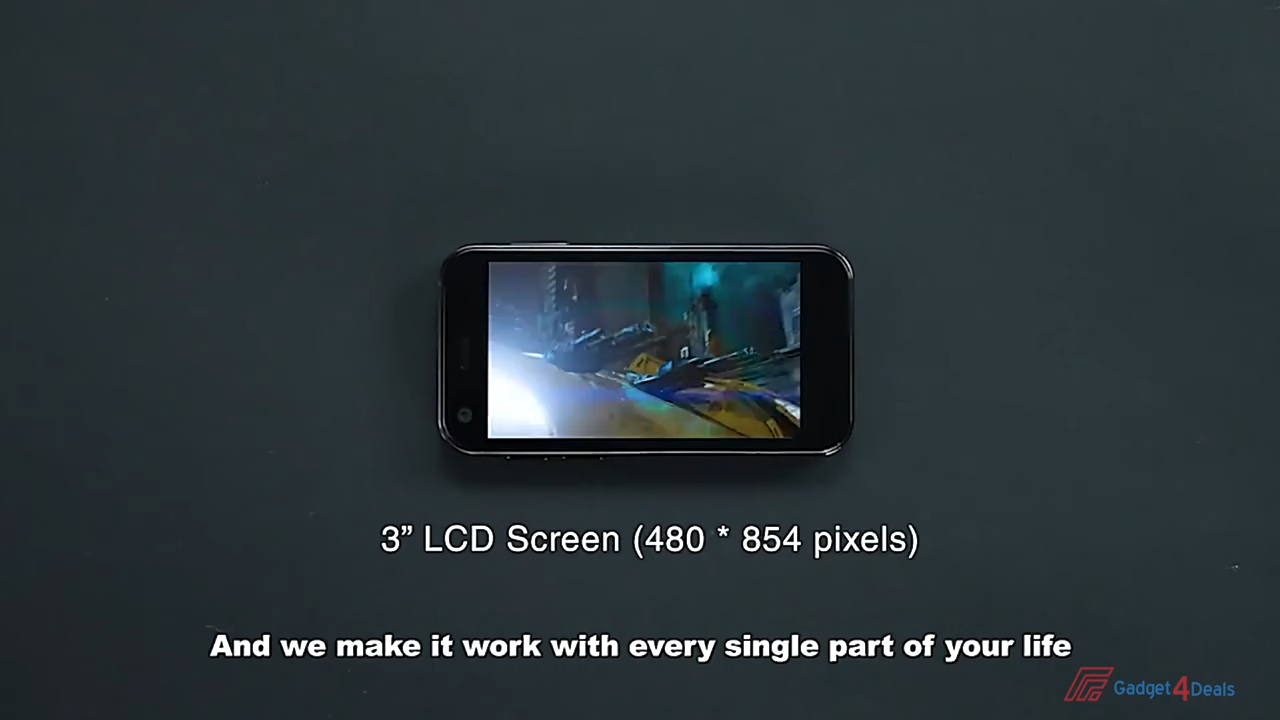 3” LCD Screen (480 * 854 pixels)
And we make it work with every single part of your life
Gadget4Deals